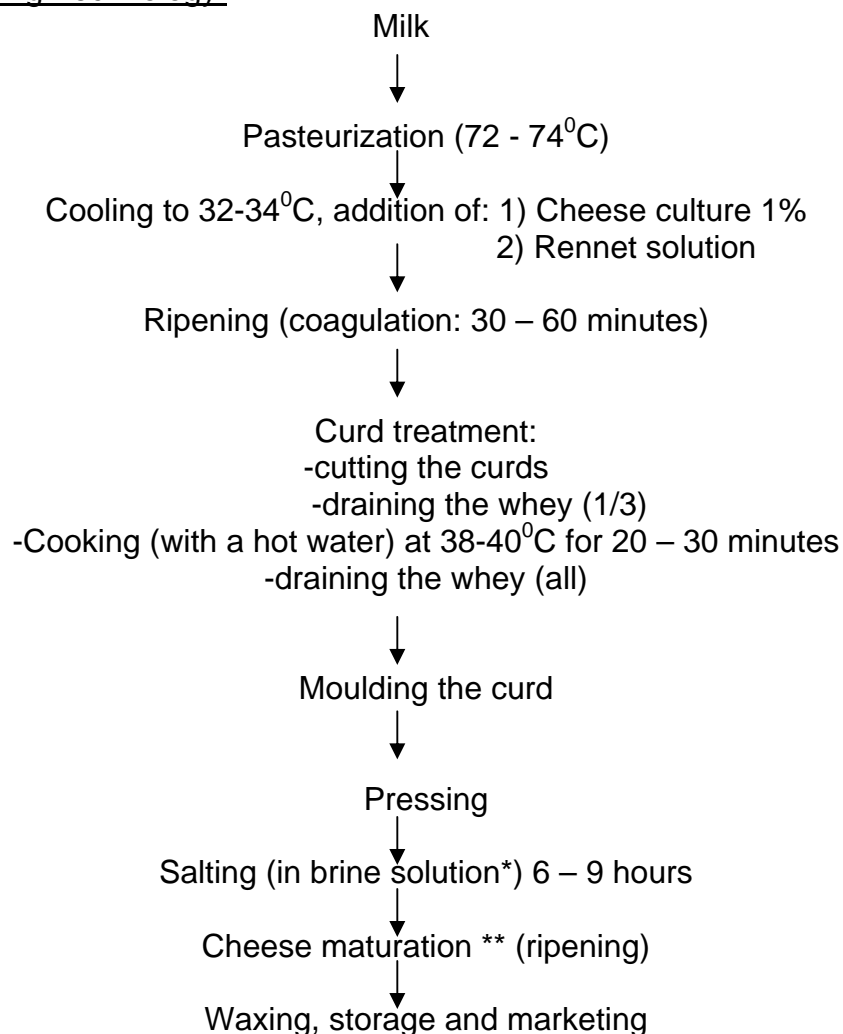 Milk
Pasteurization (72 - 74⁰C)
Cooling to 32-34⁰C, addition of: 1) Cheese culture 1%
2) Rennet solution
Ripening (coagulation: 30 – 60 minutes)
Curd treatment:
-cutting the curds
-draining the whey (1/3)
-Cooking (with a hot water) at 38-40⁰C for 20 – 30 minutes
-draining the whey (all)
Moulding the curd
Pressing
Salting (in brine solution*) 6 – 9 hours
Cheese maturation ** (ripening)
Waxing, storage and marketing